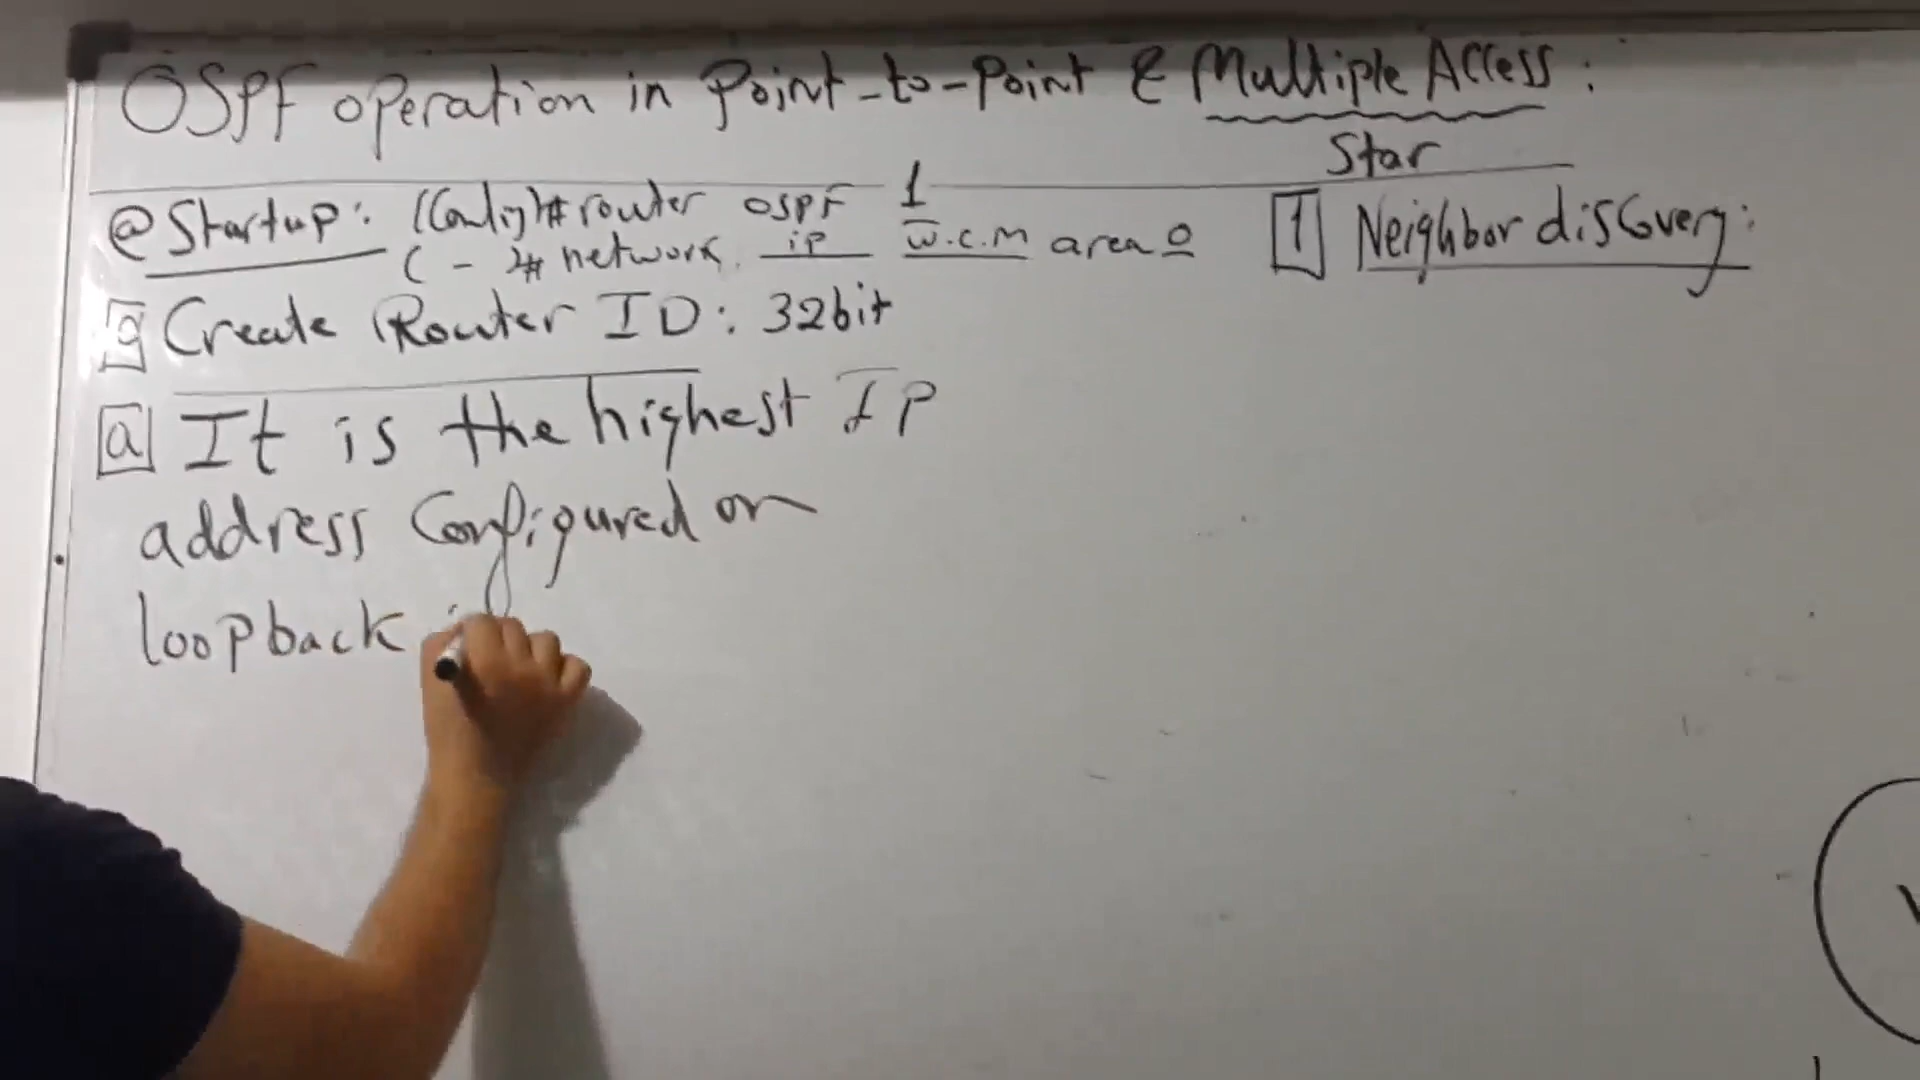 OSPF operation in Point-to-Point & Multiple Access:
Star
@Startup: (Config)# router OSPF 1
( - )# network ip w.c.m area 0
Create Router ID: 32bit
a It is the highest IP
address Configured on
loopback
1 Neighbor discovery: